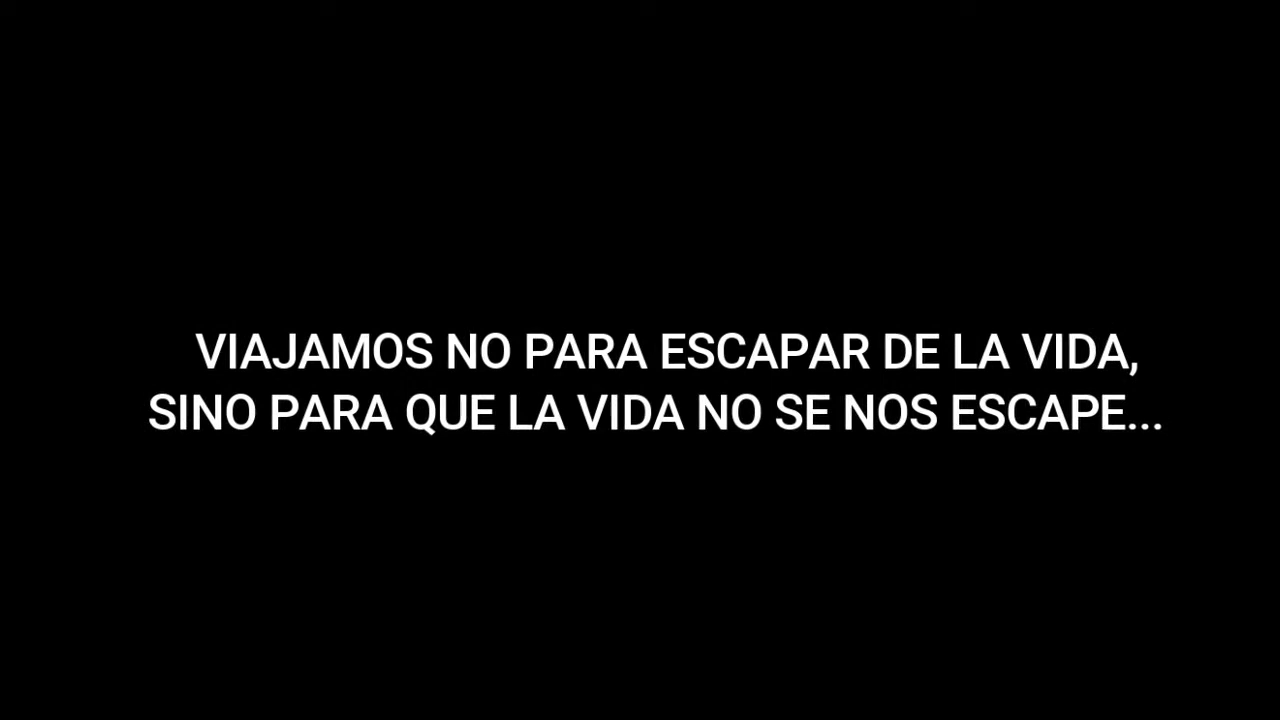 VIAJAMOS NO PARA ESCAPAR DE LA VIDA,
SINO PARA QUE LA VIDA NO SE NOS ESCAPE...